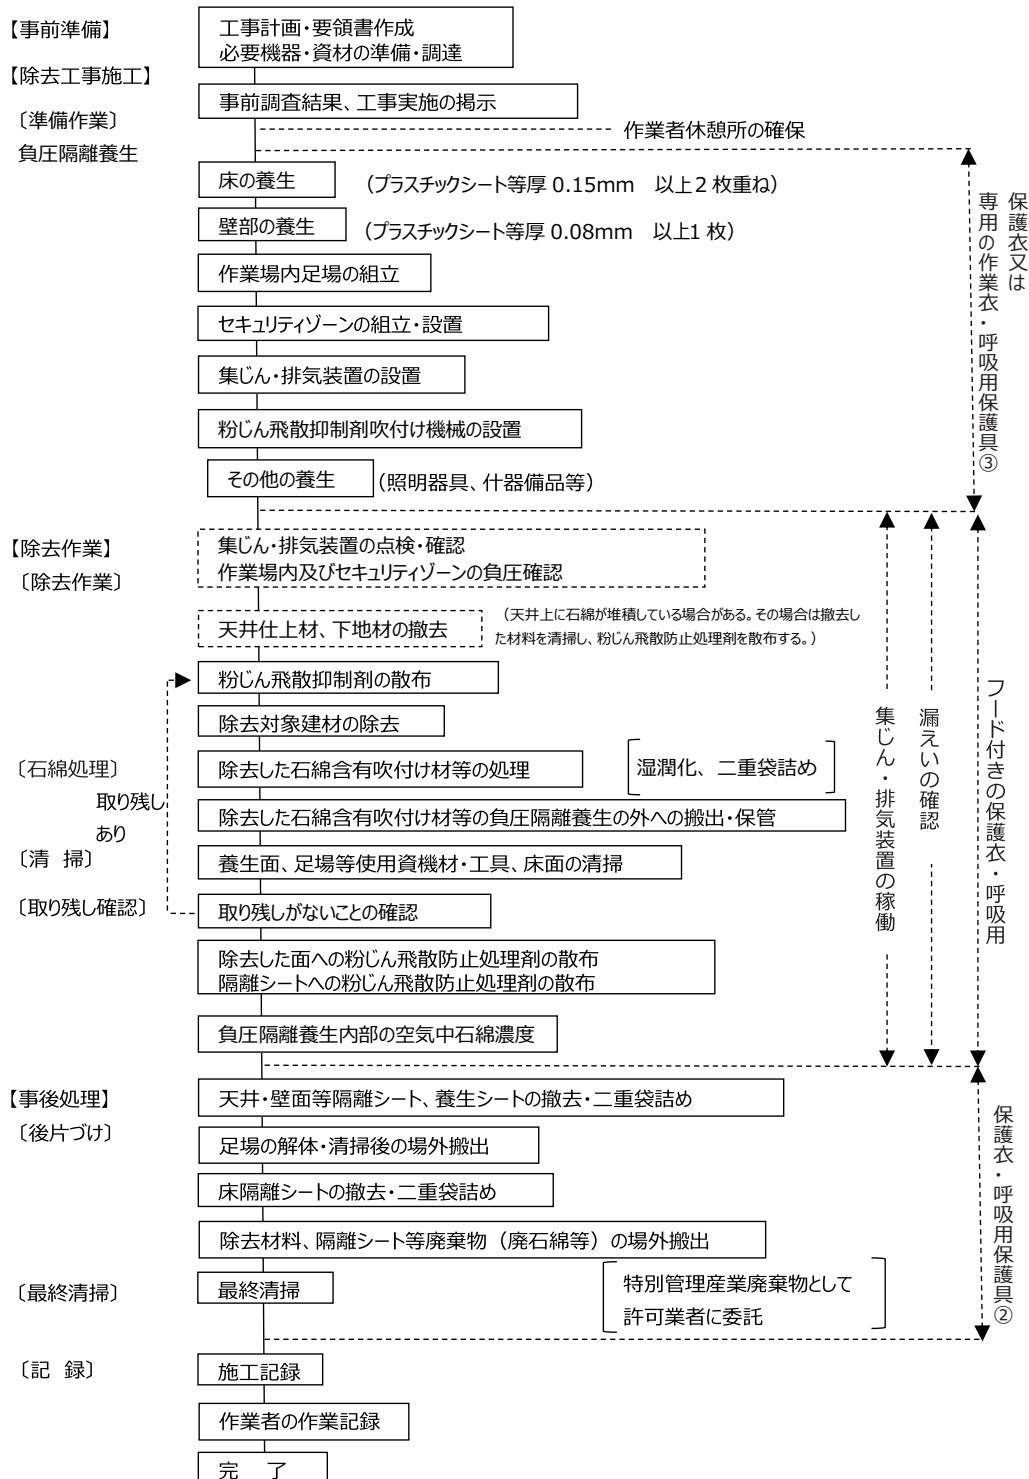 【事前準備】
工事計画・要領書作成
必要機器・資材の準備・調達
【除去工事施工】
事前調査結果、工事実施の掲示
〔準備作業〕
作業者休憩所の確保
負圧隔離養生
床の養生
（プラスチックシート等厚 0.15mm　以上２枚重ね）
壁部の養生
（プラスチックシート等厚 0.08mm　以上1 枚）
作業場内足場の組立
セキュリティゾーンの組立・設置
集じん・排気装置の設置
粉じん飛散抑制剤吹付け機械の設置
その他の養生
（照明器具、什器備品等）
保護衣又は
専用の作業衣・呼吸用保護具③
【除去作業】
〔除去作業〕
集じん・排気装置の点検・確認
作業場内及びセキュリティゾーンの負圧確認
天井仕上材、下地材の撤去
（天井上に石綿が堆積している場合がある。その場合は撤去し
た材料を清掃し、粉じん飛散防止処理剤を散布する。）
粉じん飛散抑制剤の散布
除去対象建材の除去
〔石綿処理〕
除去した石綿含有吹付け材等の処理
湿潤化、二重袋詰め
取り残し
あり
除去した石綿含有吹付け材等の負圧隔離養生の外への搬出・保管
〔清　掃〕
養生面、足場等使用資機材・工具、床面の清掃
〔取り残し確認〕
取り残しがないことの確認
除去した面への粉じん飛散防止処理剤の散布
隔離シートへの粉じん飛散防止処理剤の散布
負圧隔離養生内部の空気中石綿濃度
集じん・排気装置の稼働
漏えいの確認
フード付きの保護衣・呼吸用
【事後処理】
〔後片づけ〕
天井・壁面等隔離シート、養生シートの撤去・二重袋詰め
足場の解体・清掃後の場外搬出
床隔離シートの撤去・二重袋詰め
除去材料、隔離シート等廃棄物（廃石綿等）の場外搬出
〔最終清掃〕
最終清掃
特別管理産業廃棄物として
許可業者に委託
保護衣・呼吸用保護具②
〔記　録〕
施工記録
作業者の作業記録
完　了